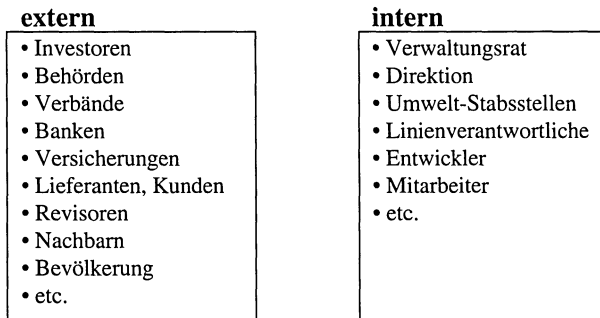 extern
• Investoren
• Behörden
• Verbände
• Banken
• Versicherungen
• Lieferanten, Kunden
• Revisoren
• Nachbarn
• Bevölkerung
• etc.
intern
• Verwaltungsrat
• Direktion
• Umwelt-Stabsstellen
• Linienverantwortliche
• Entwickler
• Mitarbeiter
• etc.